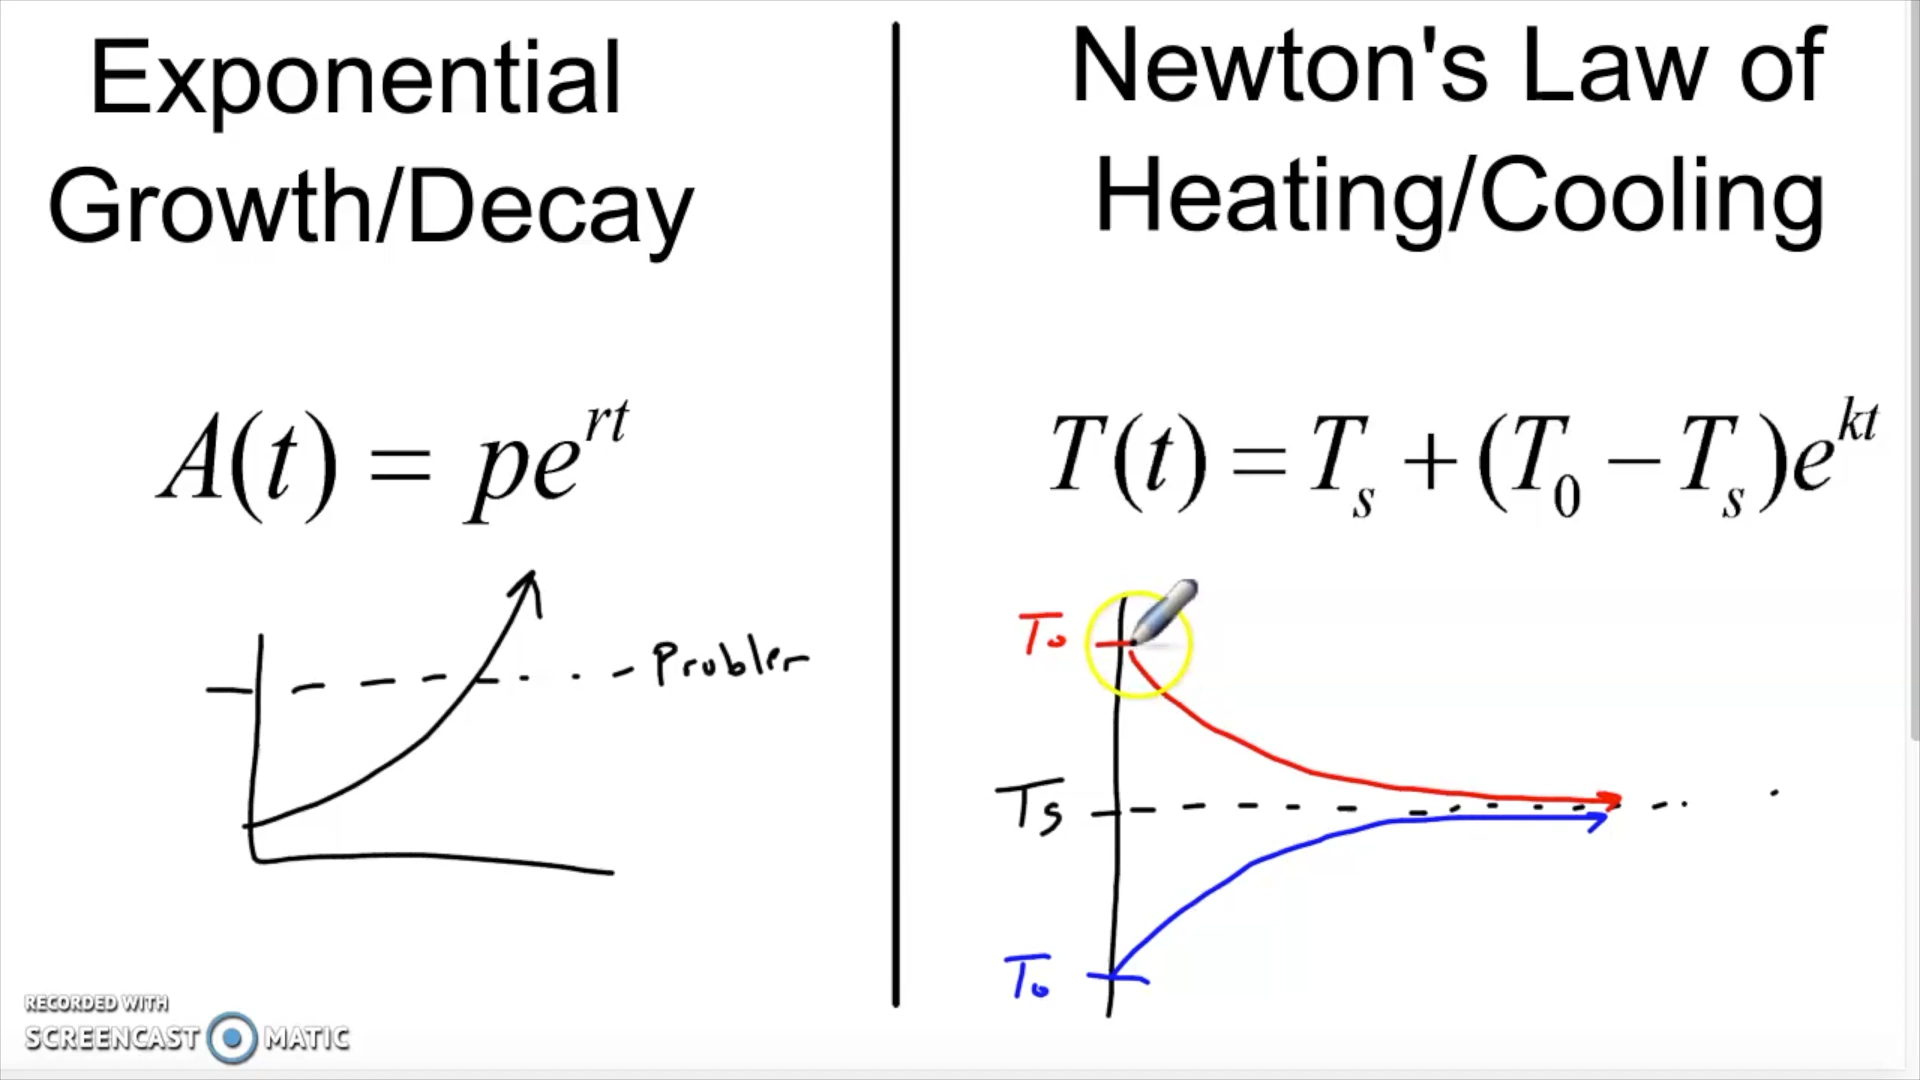 Exponential
Growth/Decay
A(t) = pe^{rt}
Newton's Law of
Heating/Cooling
T(t) = T_s + (T_0 − T_s)e^{kt}
T₀
Ts
T₀
RECORDED WITH
SCREENCAST MATIC